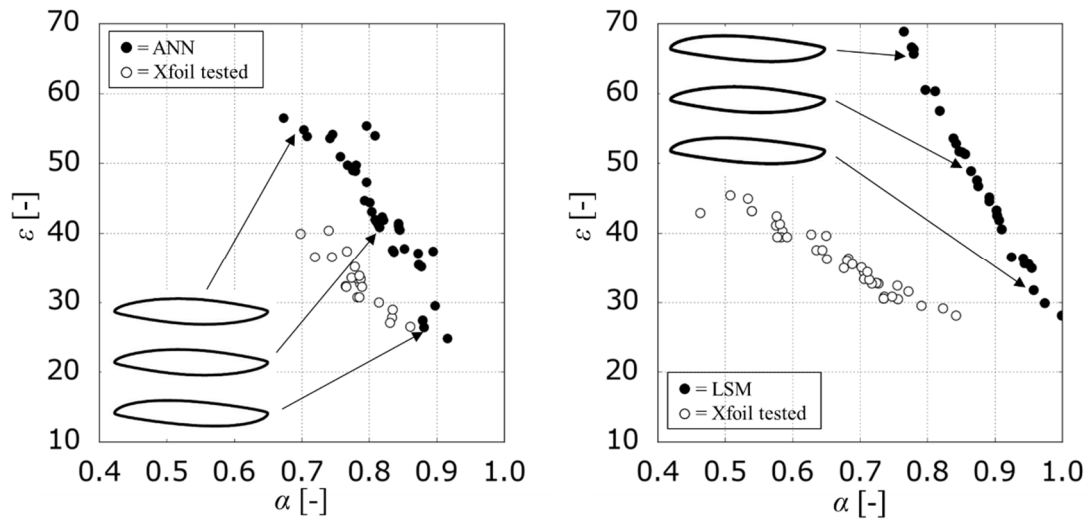 70
60
50
40
30
20
10
ε [-]
● = ANN
○ = Xfoil tested
0.4 0.5 0.6 0.7 0.8 0.9 1.0
α [-]
70
60
50
40
30
20
10
ε [-]
● = LSM
○ = Xfoil tested
0.4 0.5 0.6 0.7 0.8 0.9 1.0
α [-]